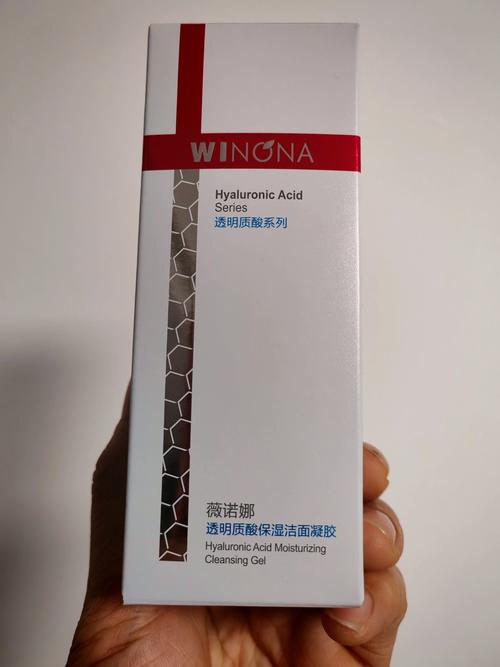 WINONA
Hyaluronic Acid
Series
透明质酸系列
薇诺娜
透明质酸保湿洁面凝胶
Hyaluronic Acid Moisturizing
Cleansing Gel